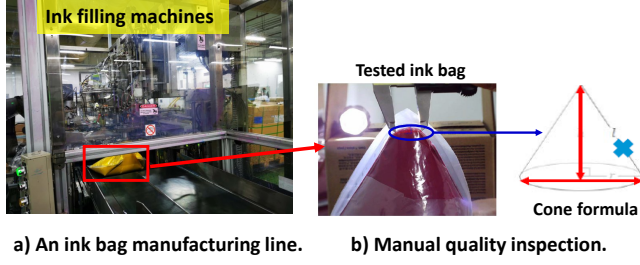 Ink filling machines
Tested ink bag
l
r
Cone formula
a) An ink bag manufacturing line.
b) Manual quality inspection.